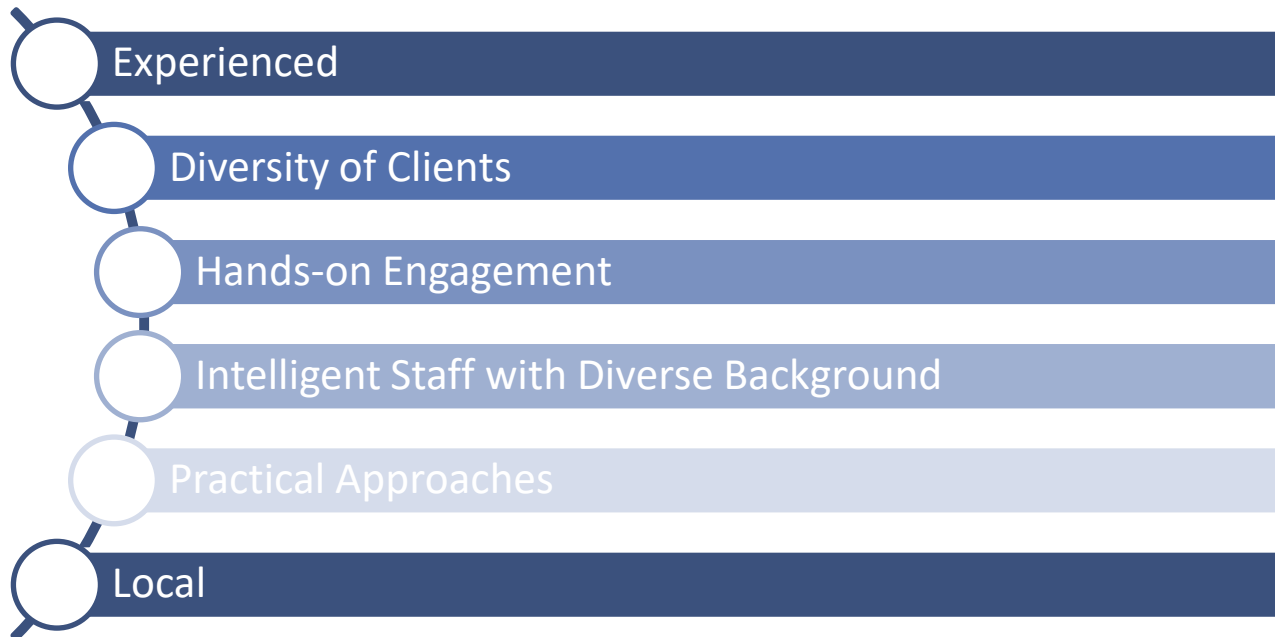 Experienced
Diversity of Clients
Hands-on Engagement
Intelligent Staff with Diverse Background
Practical Approaches
Local